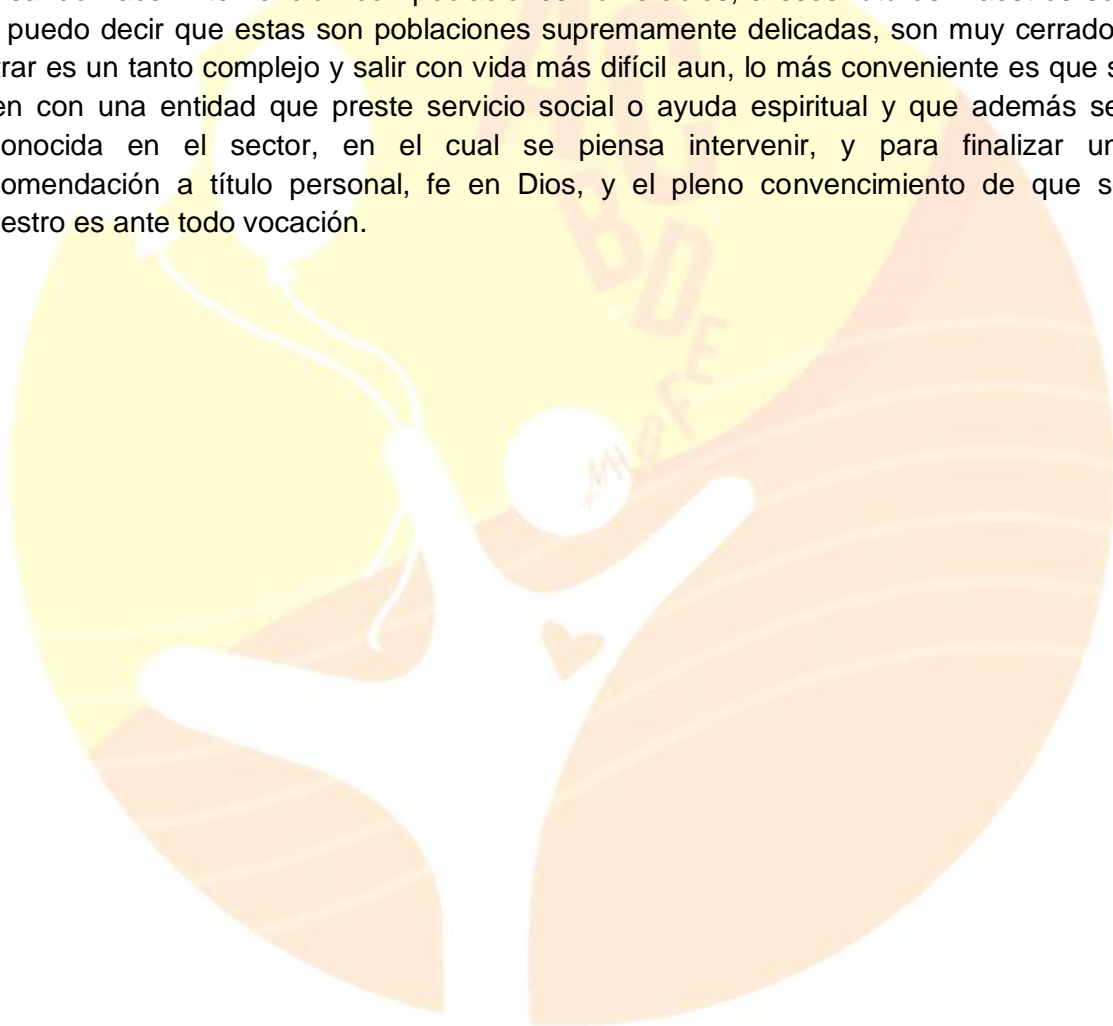 puedo decir que estas son poblaciones supremamente delicadas, son muy cerrado
trar es un tanto complejo y salir con vida más difícil aun, lo más conveniente es que s
en con una entidad que preste servicio social o ayuda espiritual y que además se
onocida en el sector, en el cual se piensa intervenir, y para finalizar un
omendación a título personal, fe en Dios, y el pleno convencimiento de que s
estro es ante todo vocación.
B
D
E
F
G
H